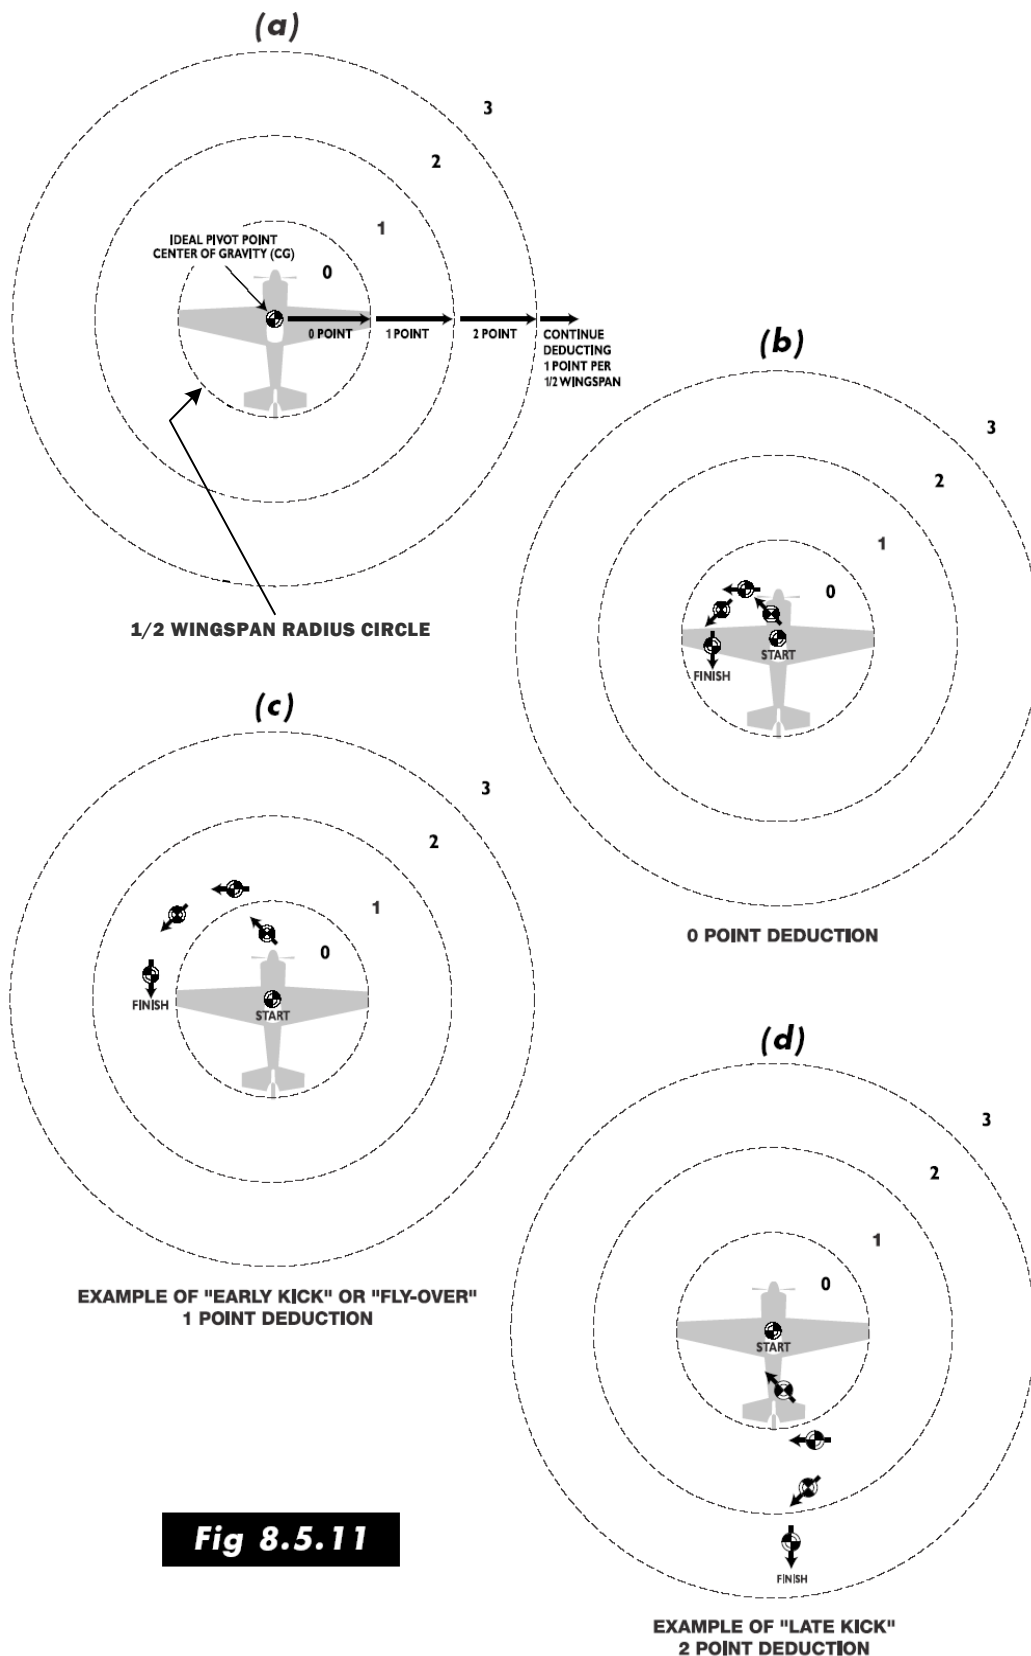 (a)
3
2
1
IDEAL PIVOT POINT
CENTER OF GRAVITY (CG)
0
0 POINT
1 POINT
2 POINT
CONTINUE
DEDUCTING
1 POINT PER
1/2 WINGSPAN
1/2 WINGSPAN RADIUS CIRCLE
(b)
3
2
1
0
START
FINISH
0 POINT DEDUCTION
(c)
3
2
1
0
START
FINISH
EXAMPLE OF "EARLY KICK" OR "FLY-OVER"
1 POINT DEDUCTION
(d)
3
2
1
0
START
FINISH
EXAMPLE OF "LATE KICK"
2 POINT DEDUCTION
Fig 8.5.11